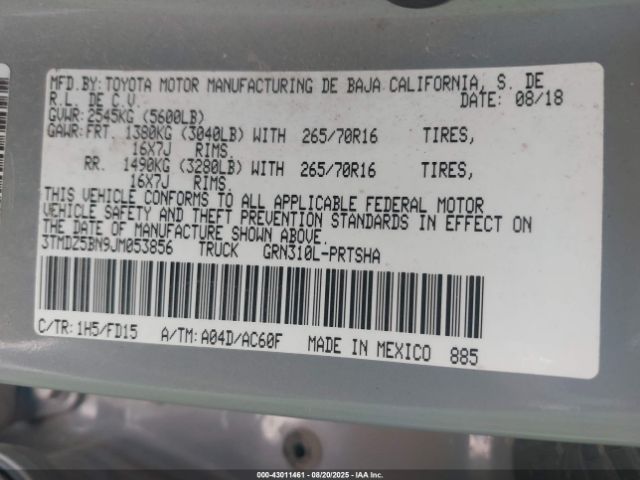 MFD.BY:TOYOTA MOTOR MANUFACTURING DE BAJA CALIFORNIA, S. DE
R.L. DE C.V. DATE: 08/18
GVWR:2545KG (5600LB)
GAWR:FRT. 1380KG (3040LB) WITH 265/70R16 TIRES,
16X7J RIMS.
RR. 1490KG (3280LB) WITH 265/70R16 TIRES,
16X7J RIMS.
THIS VEHICLE CONFORMS TO ALL APPLICABLE FEDERAL MOTOR
VEHICLE SAFETY AND THEFT PREVENTION STANDARDS IN EFFECT ON
THE DATE OF MANUFACTURE SHOWN ABOVE.
3TMDZ5BN9JM053856 TRUCK GRN310L-PRTSHA
C/TR:1H5/FD15 A/TM:A04D/AC60F MADE IN MEXICO 885
000-43011461 - 08/20/2025 - IAA Inc.